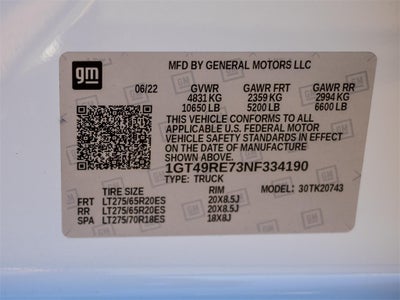 gm
MFD BY GENERAL MOTORS LLC
06/22 GVWR GAWR FRT GAWR RR
4831 KG 2359 KG 2994 KG
10650 LB 5200 LB 6600 LB
THIS VEHICLE CONFORMS TO ALL
APPLICABLE U.S. FEDERAL MOTOR
VEHICLE SAFETY STANDARDS IN EFFECT
ON THE DATE OF MANUFACTURE
SHOWN ABOVE.
1GT49RE73NF334190
TYPE: TRUCK
TIRE SIZE RIM MODEL: 30TK20743
FRT LT275/65R20ES 20X8.5J
RR LT275/65R20ES 20X8.5J
SPA LT275/70R18ES 18X8J